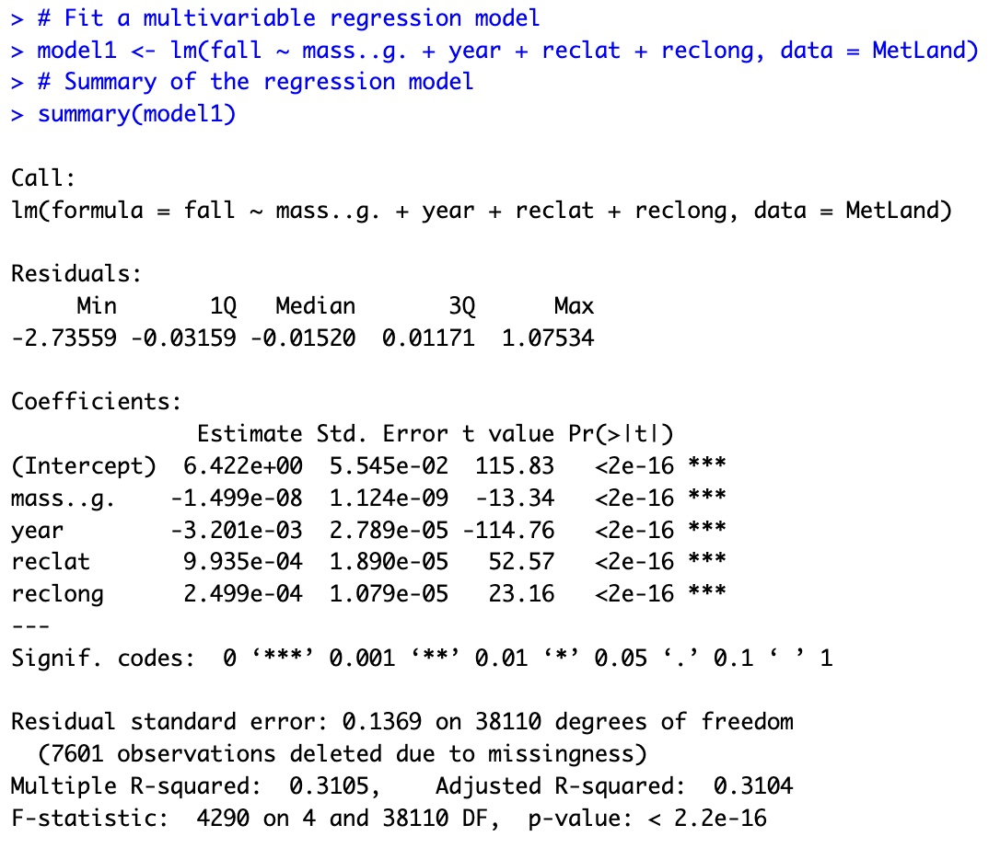 > # Fit a multivariable regression model
> model1 <- lm(fall ~ mass..g. + year + reclat + reclong, data = MetLand)
> # Summary of the regression model
> summary(model1)

Call:
lm(formula = fall ~ mass..g. + year + reclat + reclong, data = MetLand)

Residuals:
     Min       1Q   Median       3Q      Max
-2.73559 -0.03159 -0.01520  0.01171  1.07534

Coefficients:
              Estimate Std. Error t value Pr(>|t|)
(Intercept)  6.422e+00  5.545e-02  115.83   <2e-16 ***
mass..g.    -1.499e-08  1.124e-09  -13.34   <2e-16 ***
year        -3.201e-03  2.789e-05 -114.76   <2e-16 ***
reclat       9.935e-04  1.890e-05   52.57   <2e-16 ***
reclong      2.499e-04  1.079e-05   23.16   <2e-16 ***
---
Signif. codes:  0 ‘***’ 0.001 ‘**’ 0.01 ‘*’ 0.05 ‘.’ 0.1 ‘ ’ 1

Residual standard error: 0.1369 on 38110 degrees of freedom
  (7601 observations deleted due to missingness)
Multiple R-squared:  0.3105,    Adjusted R-squared:  0.3104
F-statistic:  4290 on 4 and 38110 DF,  p-value: < 2.2e-16